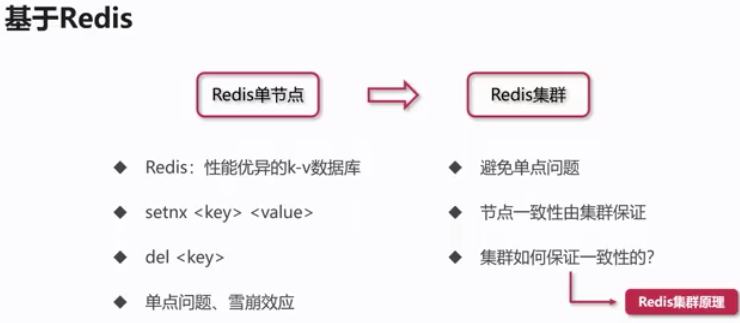 基于Redis
Redis单节点
Redis集群
Redis：性能优异的k-v数据库
setnx <key> <value>
del <key>
单点问题、雪崩效应
避免单点问题
节点一致性由集群保证
集群如何保证一致性的?
Redis集群原理